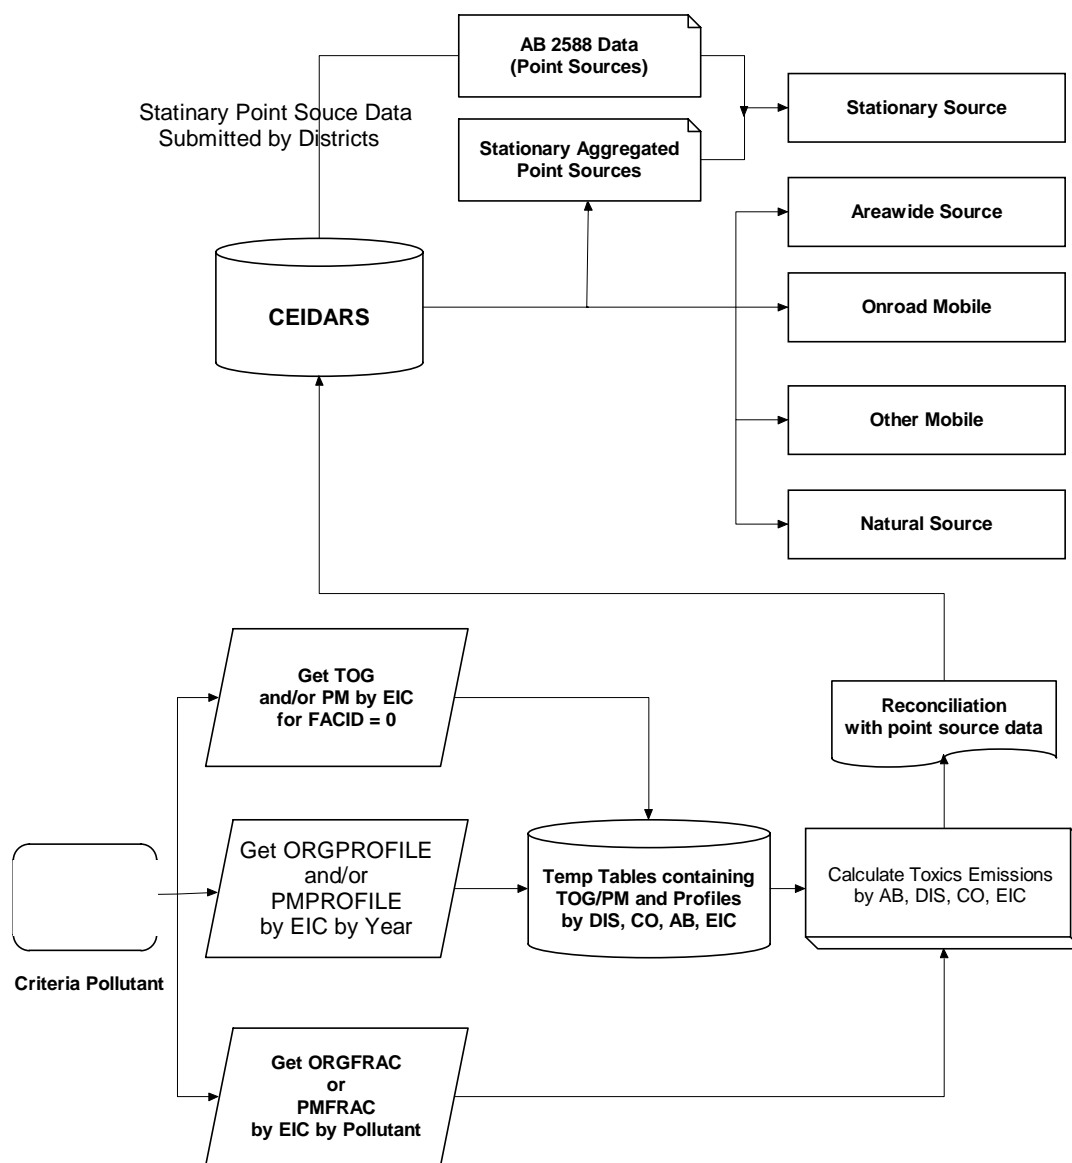 AB 2588 Data
(Point Sources)
Statinary Point Souce Data
Submitted by Districts
Stationary Aggregated
Point Sources
Stationary Source
Areawide Source
CEIDARS
Onroad Mobile
Other Mobile
Natural Source
Get TOG
and/or PM by EIC
for FACID = 0
Reconciliation
with point source data
Get ORGPROFILE
and/or
PMPROFILE
by EIC by Year
Temp Tables containing
TOG/PM and Profiles
by DIS, CO, AB, EIC
Calculate Toxics Emissions
by AB, DIS, CO, EIC
Criteria Pollutant
Get ORGFRAC
or
PMFRAC
by EIC by Pollutant